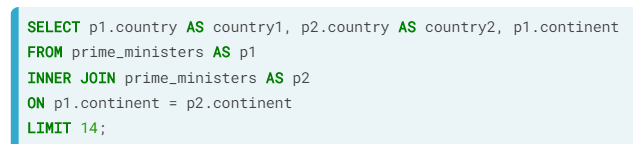 SELECT p1.country AS country1, p2.country AS country2, p1.continent
FROM prime_ministers AS p1
INNER JOIN prime_ministers AS p2
ON p1.continent = p2.continent
LIMIT 14;